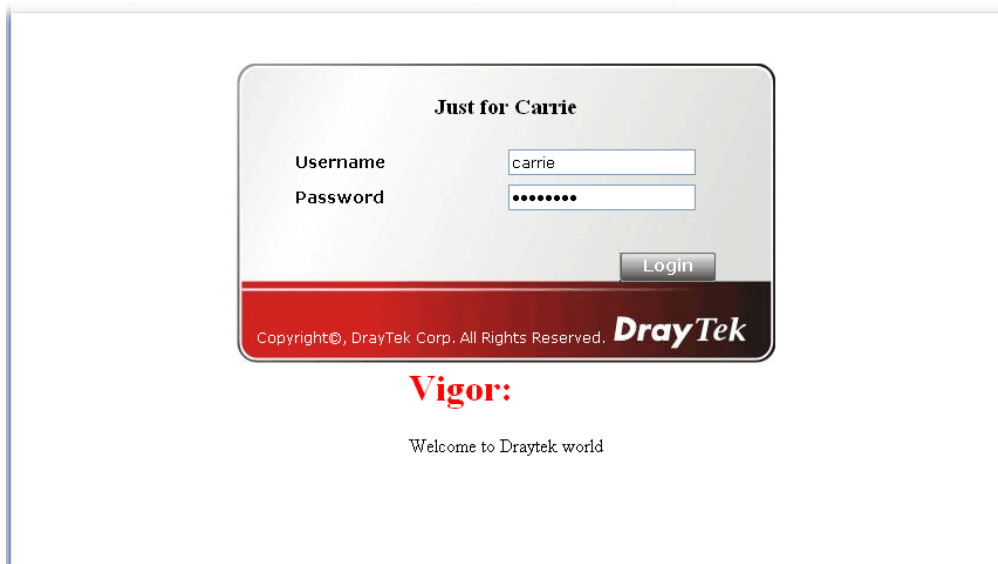 Just for Carrie
Username carrie
Password ••••••••
Login
Copyright©, DrayTek Corp. All Rights Reserved. DrayTek
Vigor:
Welcome to Draytek world